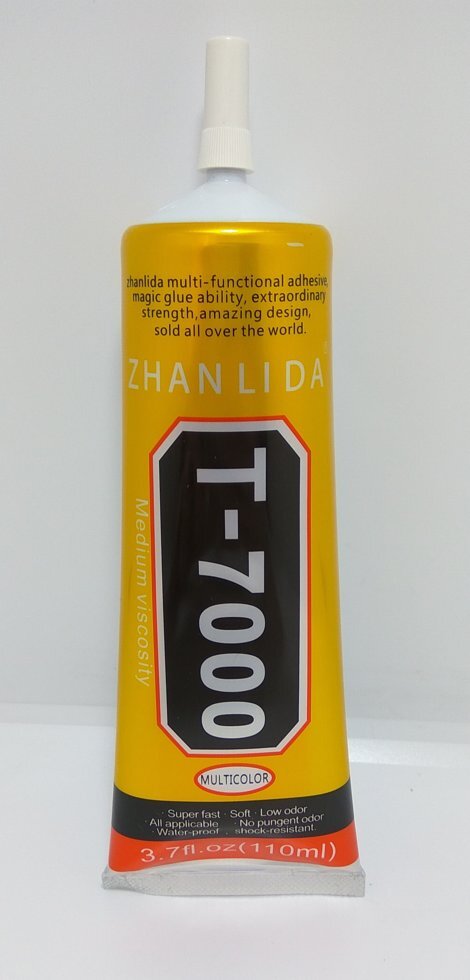 zhanlida multi-functional adhesive,
magic glue ability, extraordinary
strength,amazing design,
sold all over the world.
ZHANLIDA®
T-7000
Medium viscosity
MULTICOLOR
· Super fast · Soft · Low odor
· All applicable · No pungent odor
· Water-proof · shock-resistant.
3.7fl.oz(110ml)